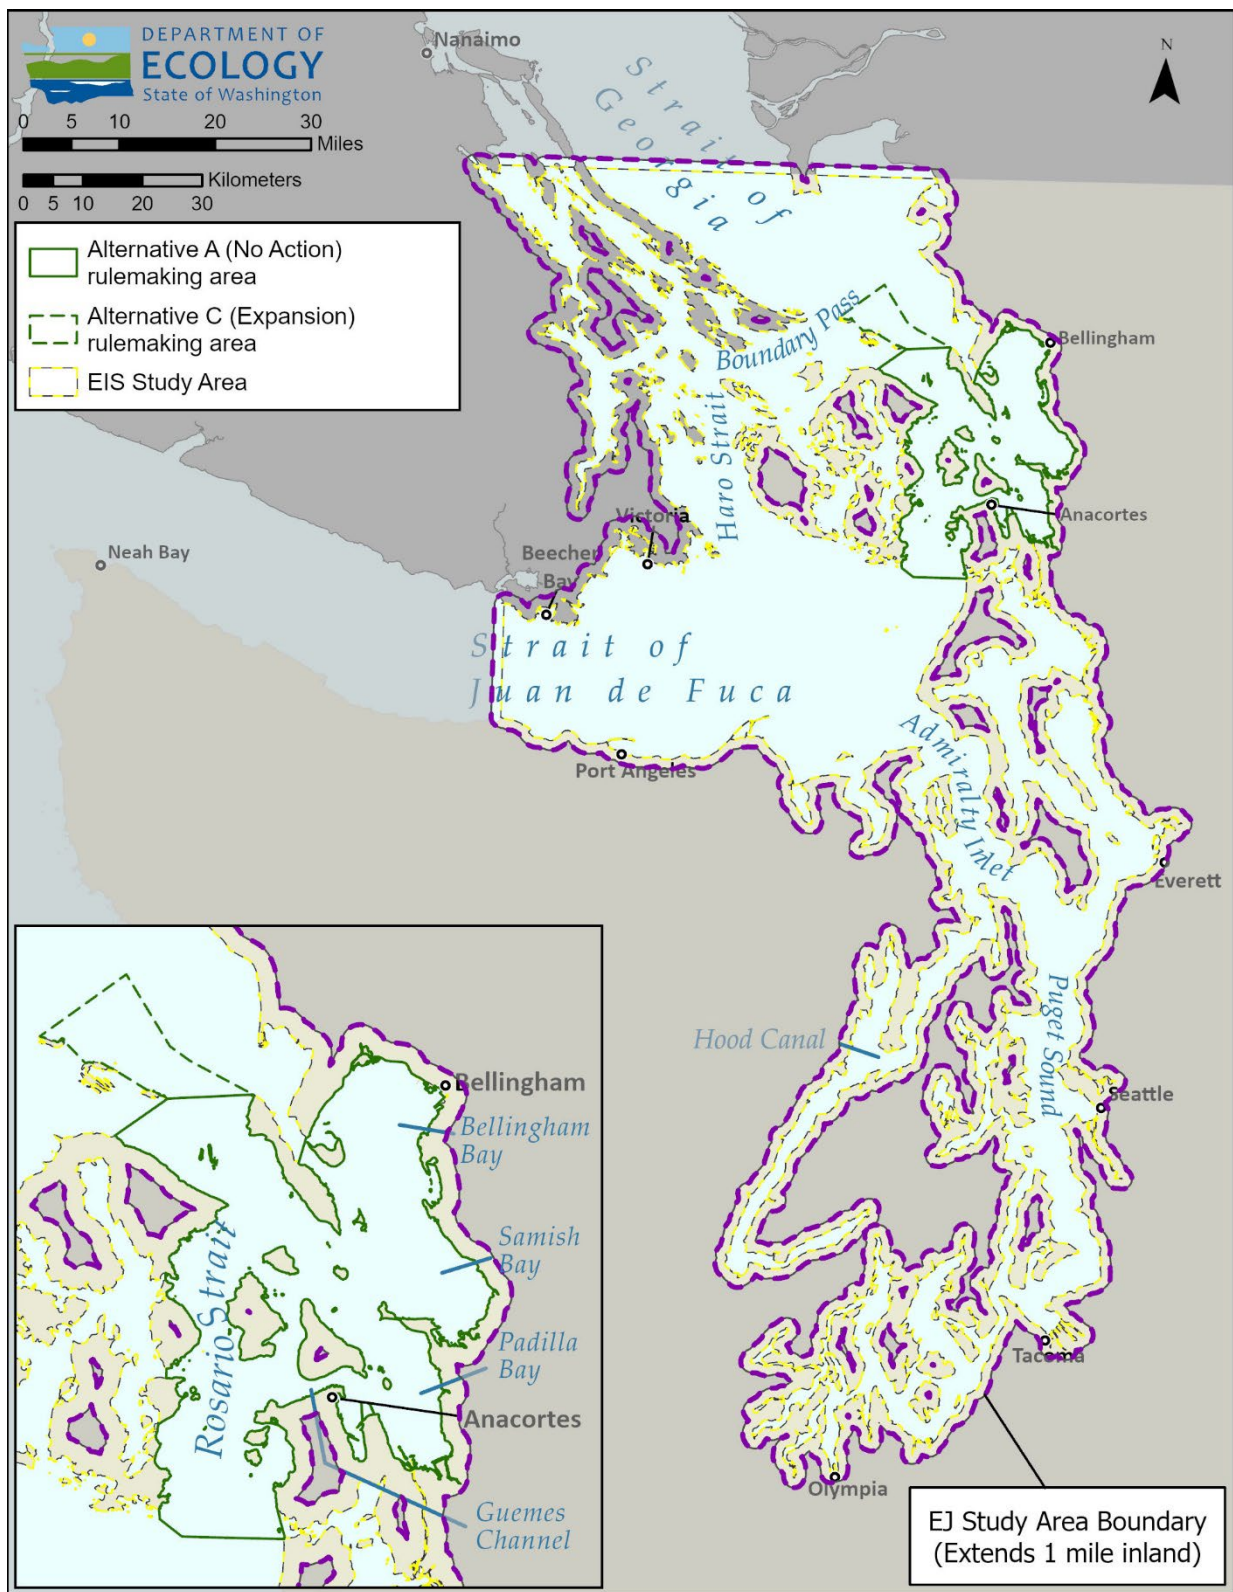 DEPARTMENT OF
ECOLOGY
State of Washington
0 5 10 20 30
Miles
Kilometers
0 5 10 20 30
Alternative A (No Action)
rulemaking area
Alternative C (Expansion)
rulemaking area
EIS Study Area
Nanaimo
N
Strait of
Georgia
Boundary Pass
Bellingham
Haro Strait
Anacortes
Victoria
Neah Bay
Beecher
Bay
Strait of
Juan de Fuca
Port Angeles
Admiralty Inlet
Everett
Puget Sound
Hood Canal
Seattle
Tacoma
Olympia
EJ Study Area Boundary
(Extends 1 mile inland)
Bellingham
Bellingham
Bay
Samish
Bay
Rosario Strait
Padilla
Bay
Anacortes
Guemes
Channel